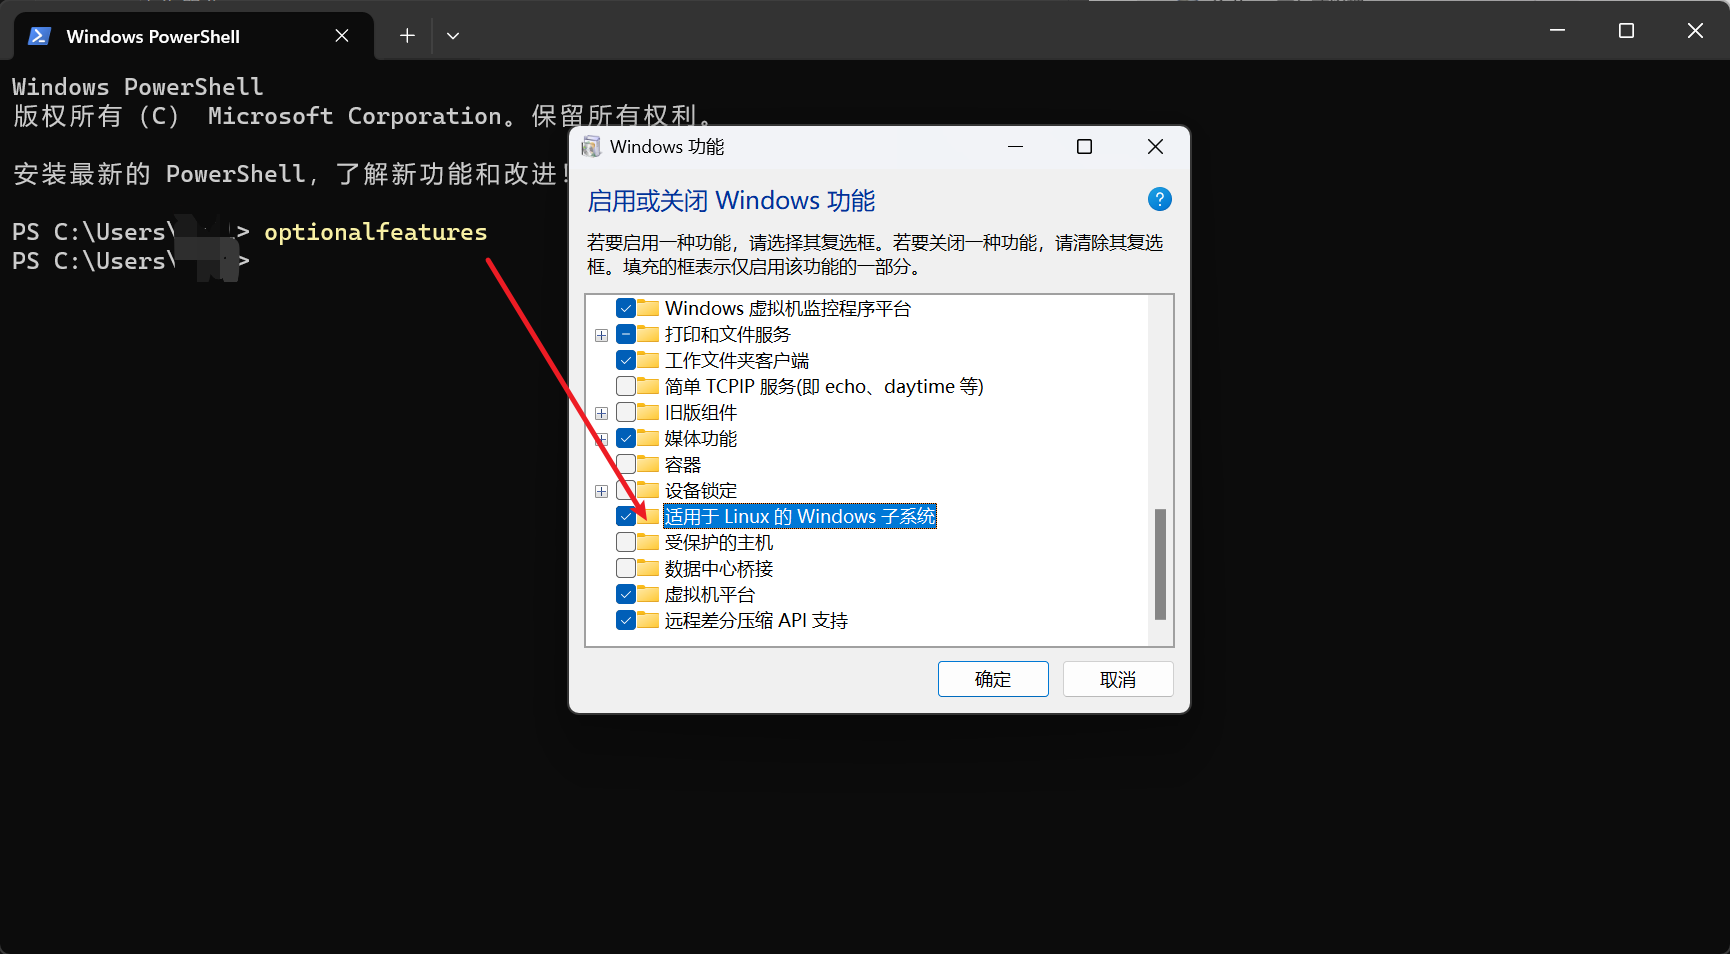 Windows PowerShell
Windows PowerShell
版权所有（C） Microsoft Corporation。保留所有权利。
安装最新的 PowerShell，了解新功能和改进！
PS C:\Users\ > optionalfeatures
PS C:\Users\ >
Windows 功能
启用或关闭 Windows 功能
?
若要启用一种功能，请选择其复选框。若要关闭一种功能，请清除其复选
框。填充的框表示仅启用该功能的一部分。
Windows 虚拟机监控程序平台
打印和文件服务
工作文件夹客户端
简单 TCPIP 服务(即 echo、daytime 等)
旧版组件
媒体功能
容器
设备锁定
适用于 Linux 的 Windows 子系统
受保护的主机
数据中心桥接
虚拟机平台
远程差分压缩 API 支持
确定
取消